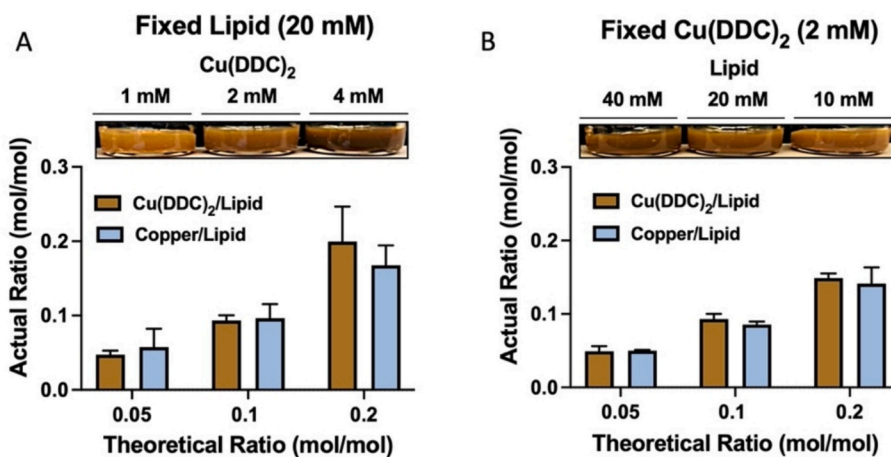 A
Fixed Lipid (20 mM)
Cu(DDC)₂
1 mM 2 mM 4 mM
Actual Ratio (mol/mol)
0.3
0.2
0.1
0.0
Cu(DDC)₂/Lipid
Copper/Lipid
0.05 0.1 0.2
Theoretical Ratio (mol/mol)
B
Fixed Cu(DDC)₂ (2 mM)
Lipid
40 mM 20 mM 10 mM
Actual Ratio (mol/mol)
0.3
0.2
0.1
0.0
Cu(DDC)₂/Lipid
Copper/Lipid
0.05 0.1 0.2
Theoretical Ratio (mol/mol)